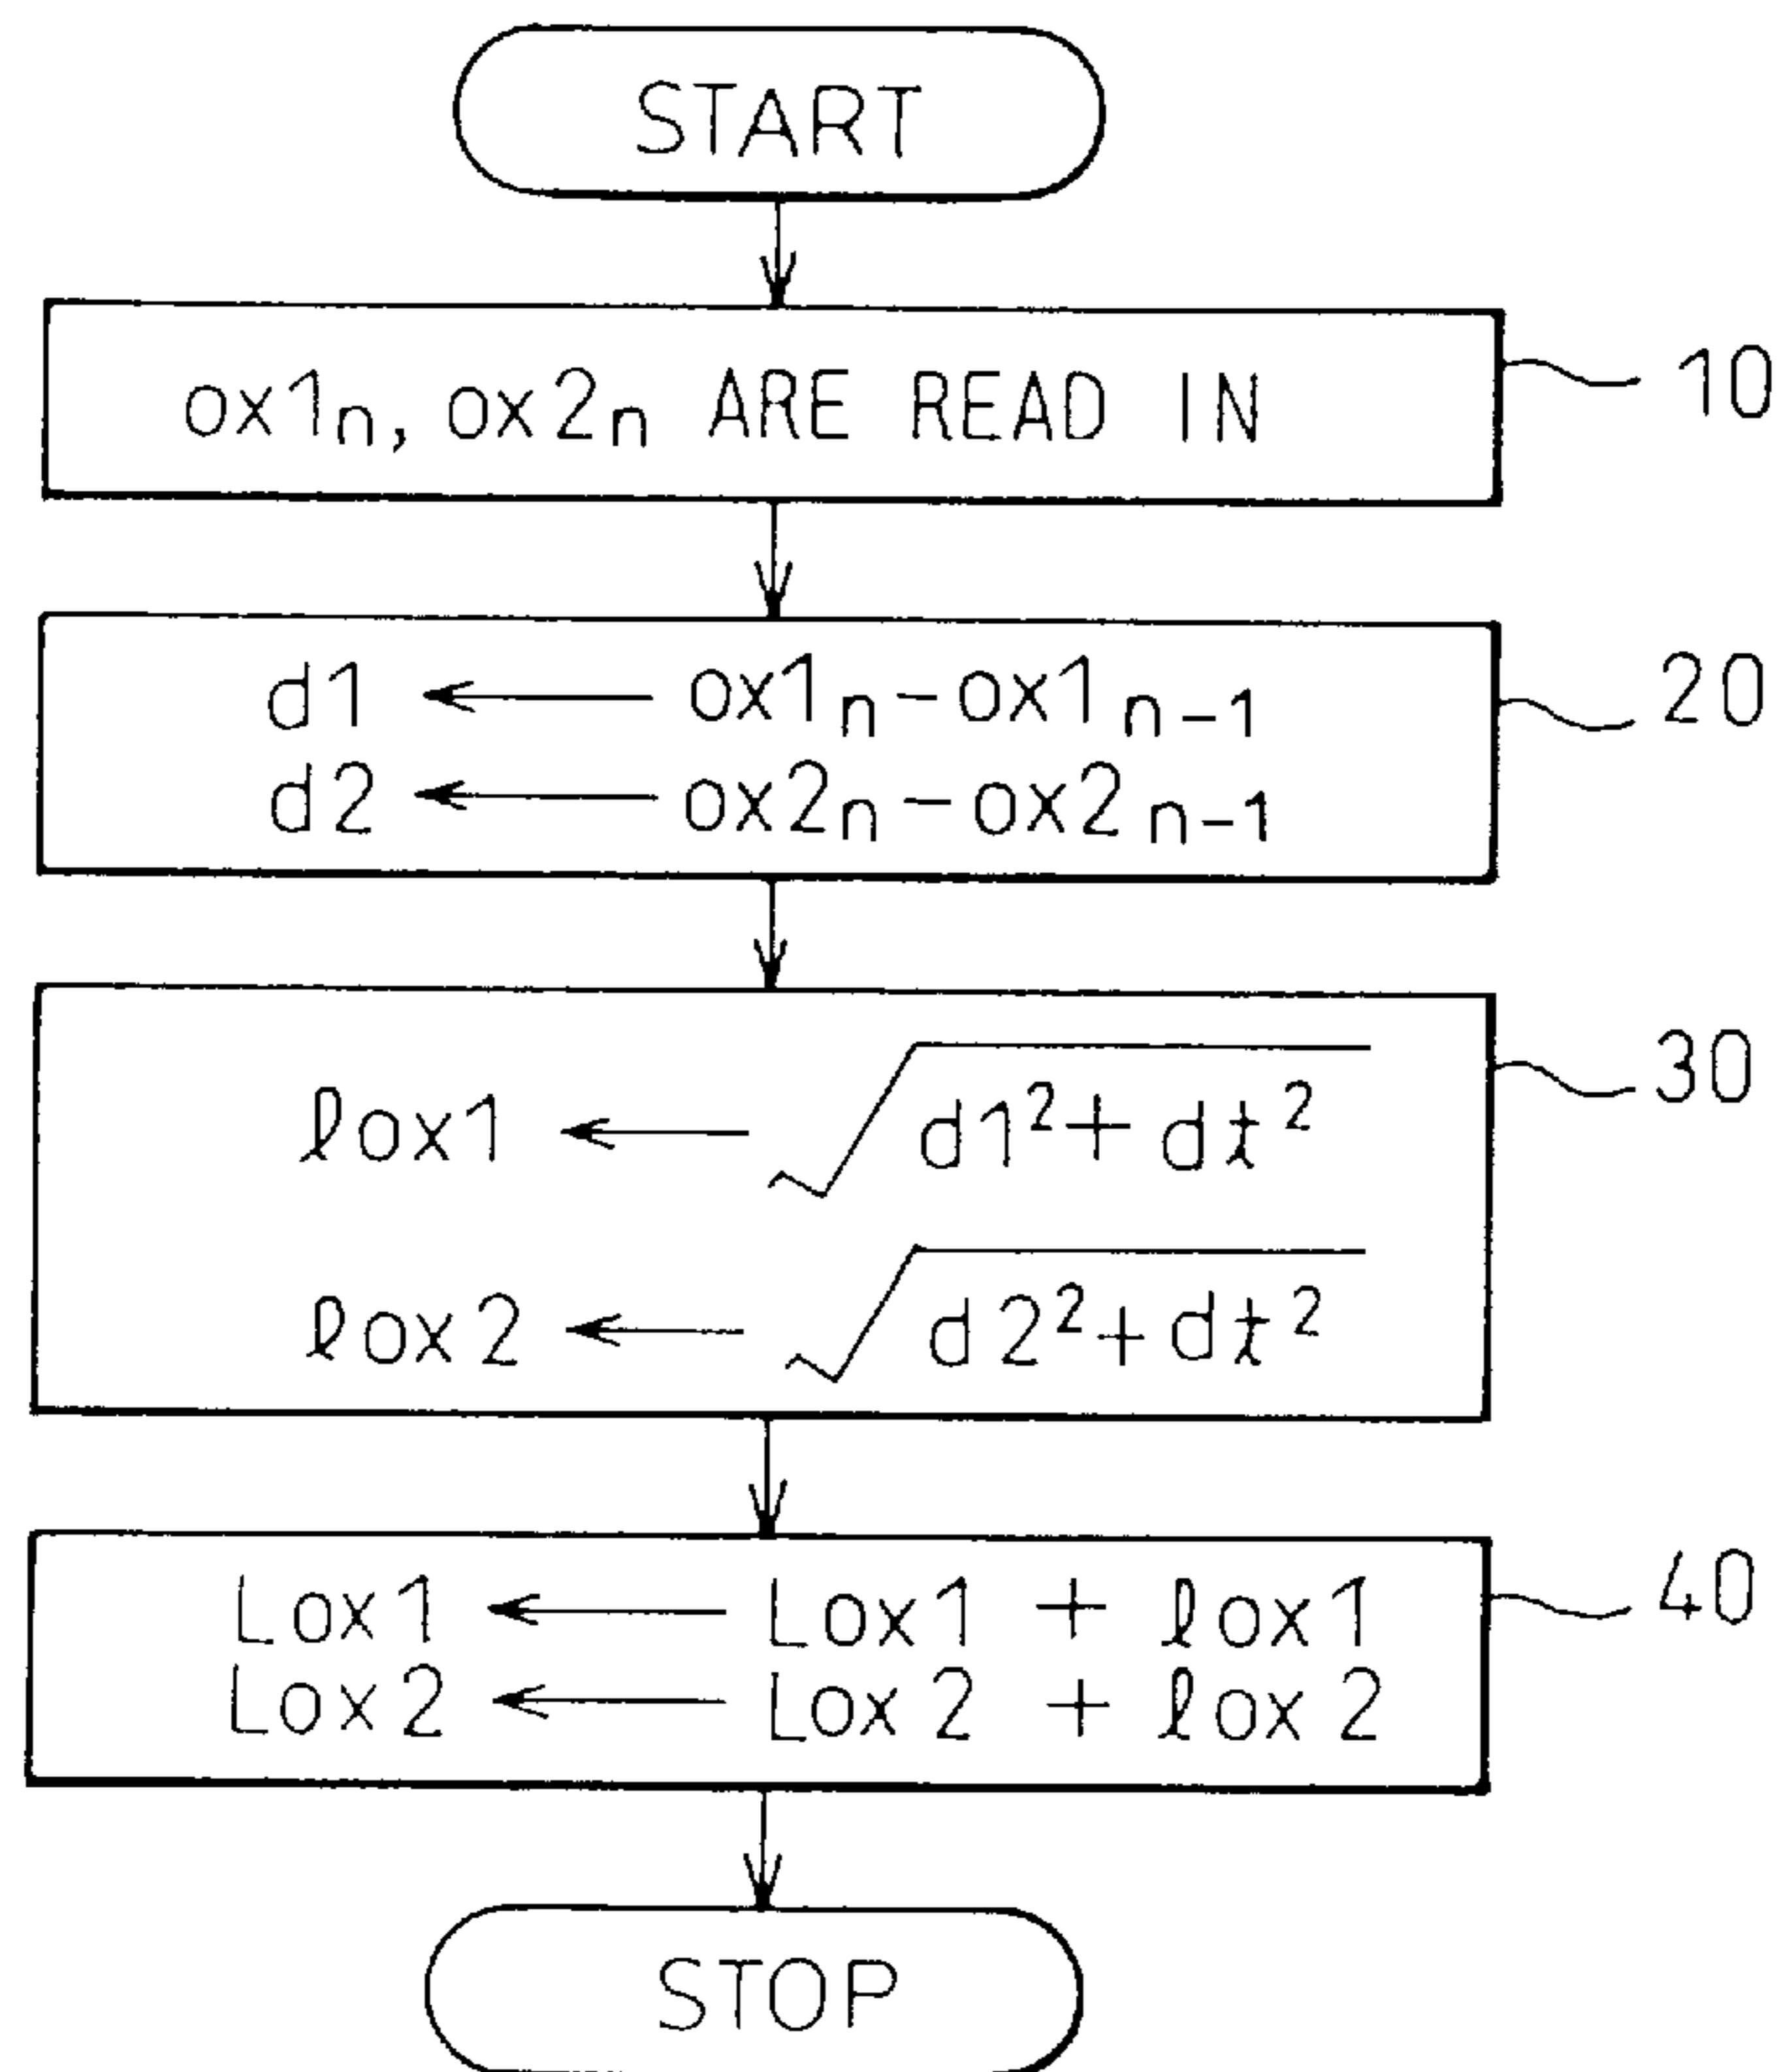 START
ox1ₙ, ox2ₙ ARE READ IN
10
d1 ← ox1ₙ - ox1ₙ₋₁
20
d2 ← ox2ₙ - ox2ₙ₋₁
ℓox1 ← √(d1² + dt²)
30
ℓox2 ← √(d2² + dt²)
Lox1 ← Lox1 + ℓox1
40
Lox2 ← Lox2 + ℓox2
STOP